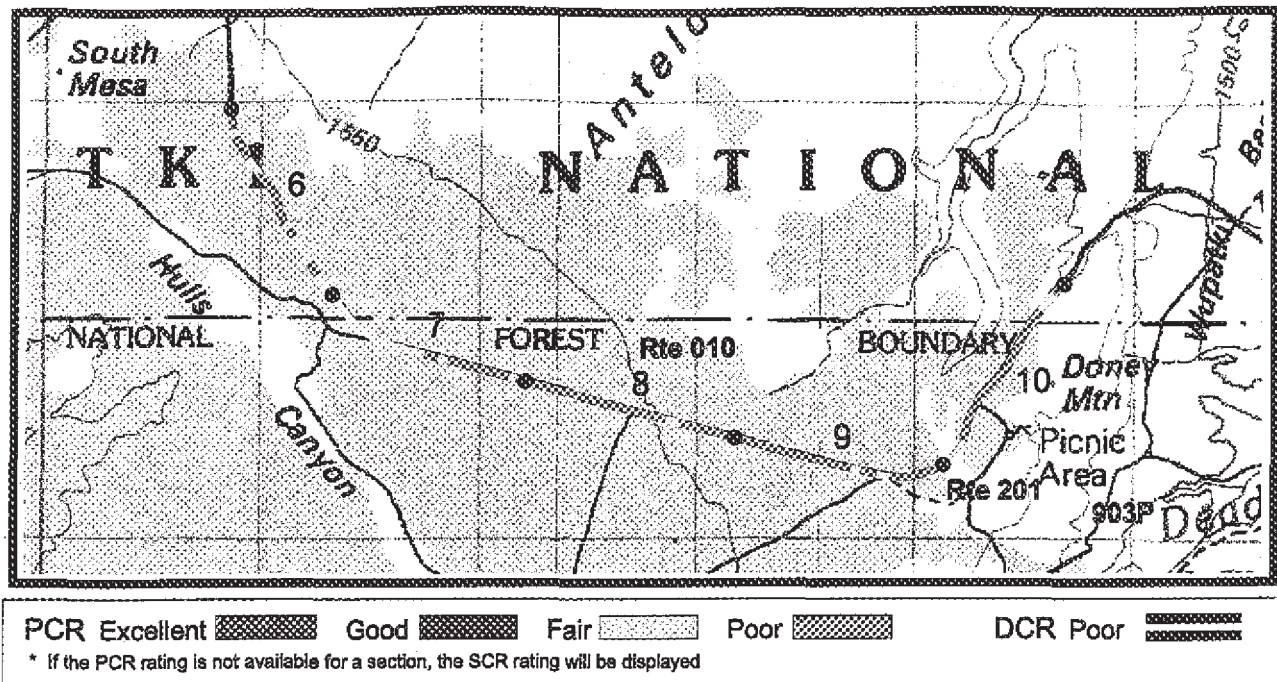 South
Mesa
Antelo
1500
1650
T K I N A T I O N A L
6
Hulls
Wupatki
NATIONAL FOREST BOUNDARY
7
Rte 010
8
10
Doney
Mtn
Canyon
9
Picnic
Area
Rte 201
903P
Dead
PCR Excellent Good Fair Poor DCR Poor
* If the PCR rating is not available for a section, the SCR rating will be displayed